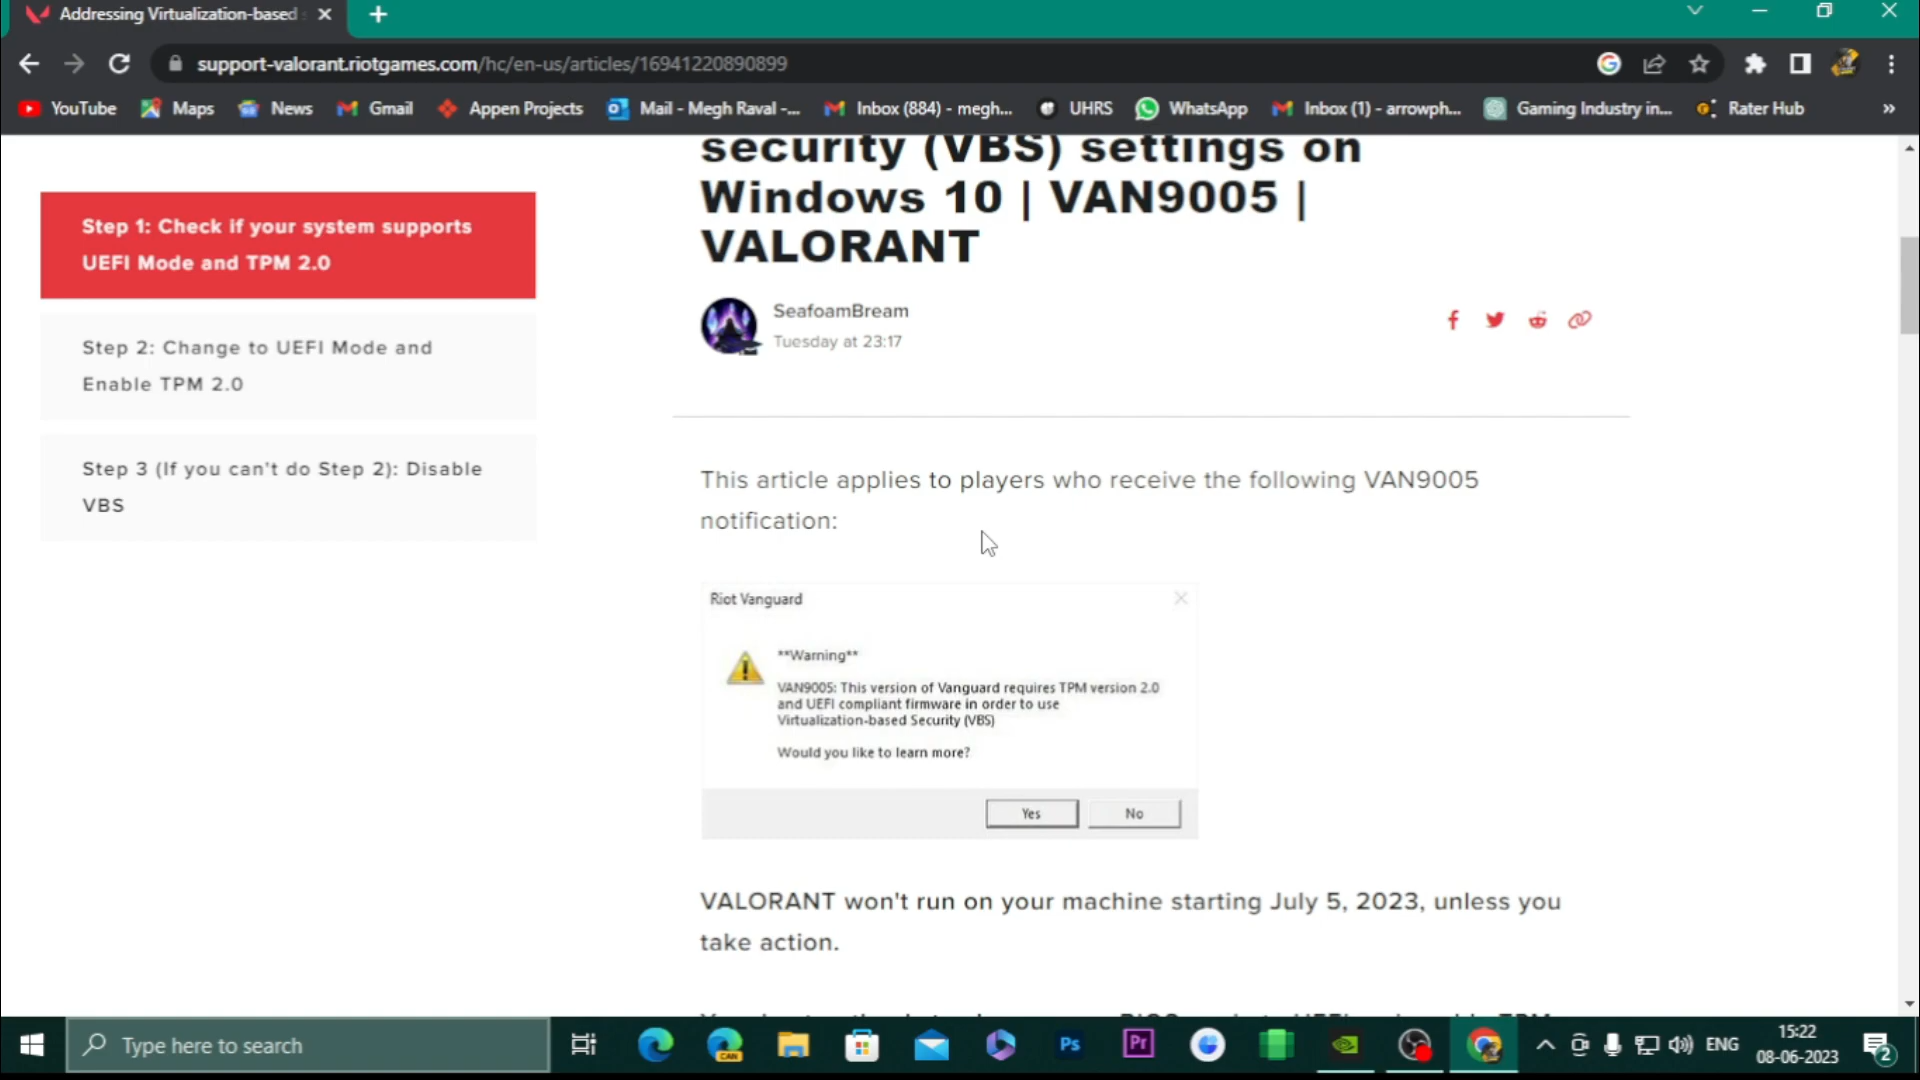 Addressing Virtualization-based
support-valorant.riotgames.com/hc/en-us/articles/16941220890899
YouTube
Maps
News
Gmail
Appen Projects
Mail - Megh Raval -...
Inbox (884) - megh...
UHRS
WhatsApp
Inbox (1) - arrowph...
Gaming Industry in...
Rater Hub
»
security (VBS) settings on
Windows 10 | VAN9005 |
VALORANT
Step 1: Check if your system supports
UEFI Mode and TPM 2.0
Step 2: Change to UEFI Mode and
Enable TPM 2.0
Step 3 (If you can't do Step 2): Disable
VBS
SeafoamBream
Tuesday at 23:17
This article applies to players who receive the following VAN9005
notification:
Riot Vanguard
**Warning**
VAN9005: This version of Vanguard requires TPM version 2.0
and UEFI compliant firmware in order to use
Virtualization-based Security (VBS)
Would you like to learn more?
Yes
No
VALORANT won't run on your machine starting July 5, 2023, unless you
take action.
Type here to search
CAN
Ps
Pr
ENG
15:22
08-06-2023
2